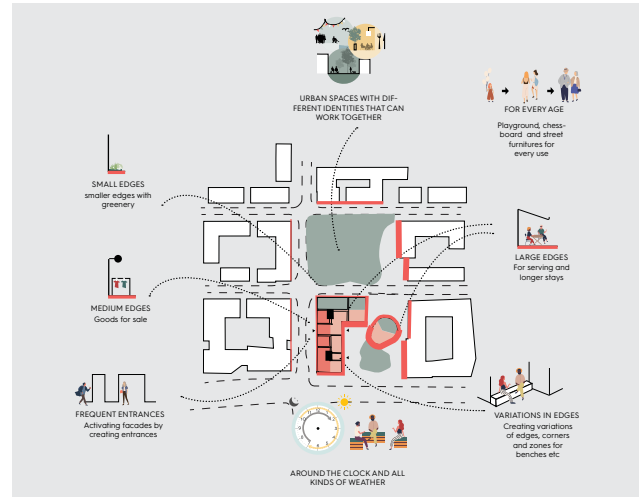 URBAN SPACES WITH DIF-
FERENT IDENTITIES THAT CAN
WORK TOGETHER
FOR EVERY AGE
Playground, chess-
board and street
furnitures for
every use
SMALL EDGES
smaller edges with
greenery
LARGE EDGES
For serving and
longer stays
MEDIUM EDGES
Goods for sale
FREQUENT ENTRANCES
Activating facades by
creating entrances
VARIATIONS IN EDGES
Creating variations
of edges, corners
and zones for
benches etc
AROUND THE CLOCK AND ALL
KINDS OF WEATHER